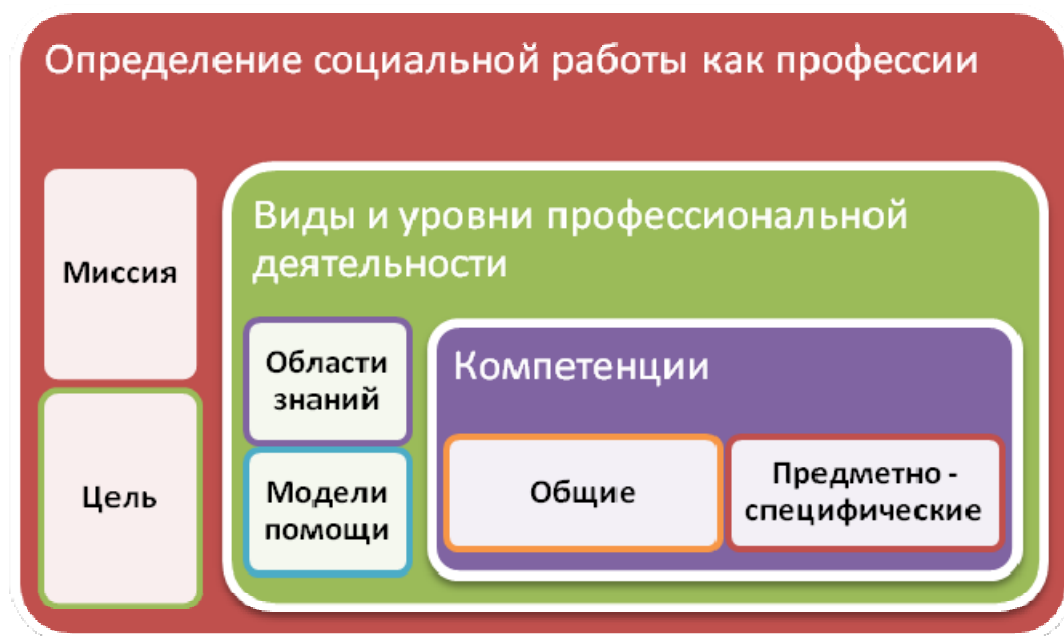 Определение социальной работы как профессии
Миссия
Цель
Виды и уровни профессиональной
деятельности
Области
знаний
Модели
помощи
Компетенции
Общие
Предметно -
специфические